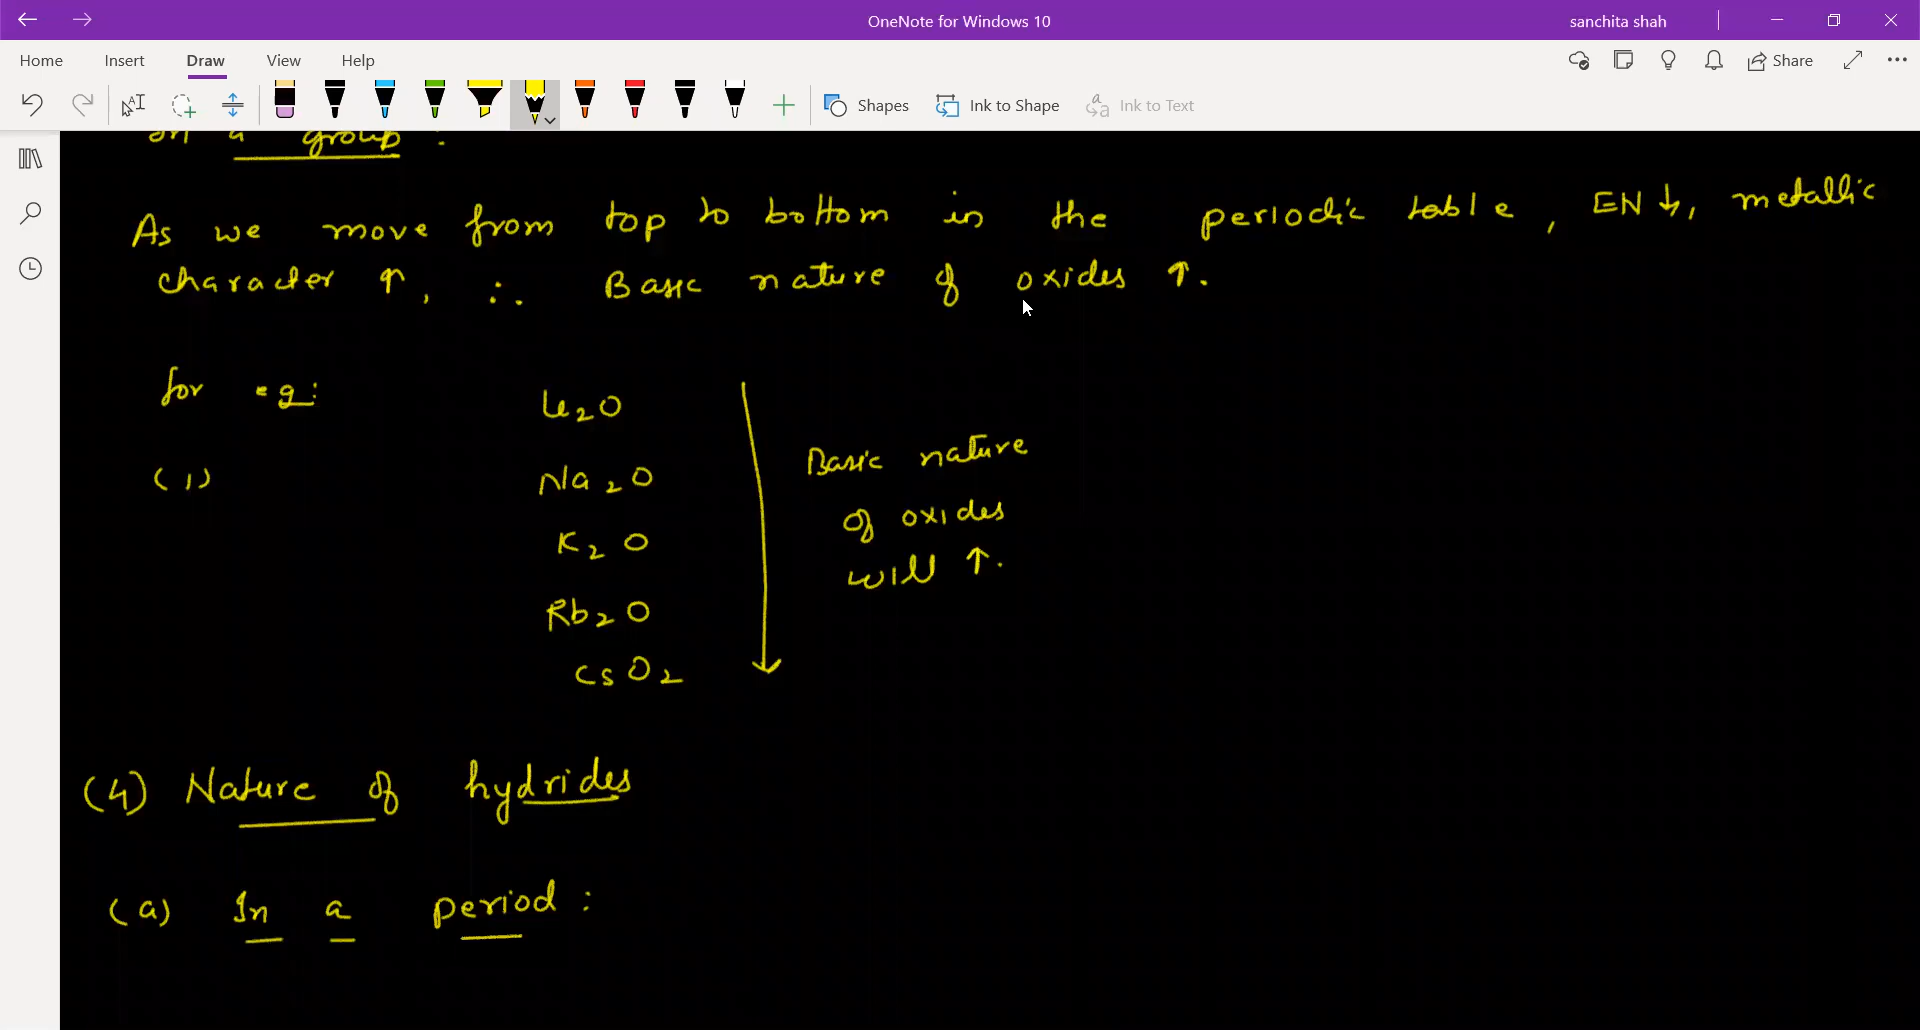 OneNote for Windows 10
sanchita shah
Home Insert Draw View Help
Share
Shapes Ink to Shape Ink to Text
In a group :
As we move from top to bottom in the periodic table, EN ↓, metallic
character ↑, ∴ Basic nature of oxides ↑.
for eg:
(1)
Li₂O
Na₂O
K₂O
Rb₂O
CsO₂
Basic nature
of oxides
will ↑.
(4) Nature of hydrides
(a) In a period :